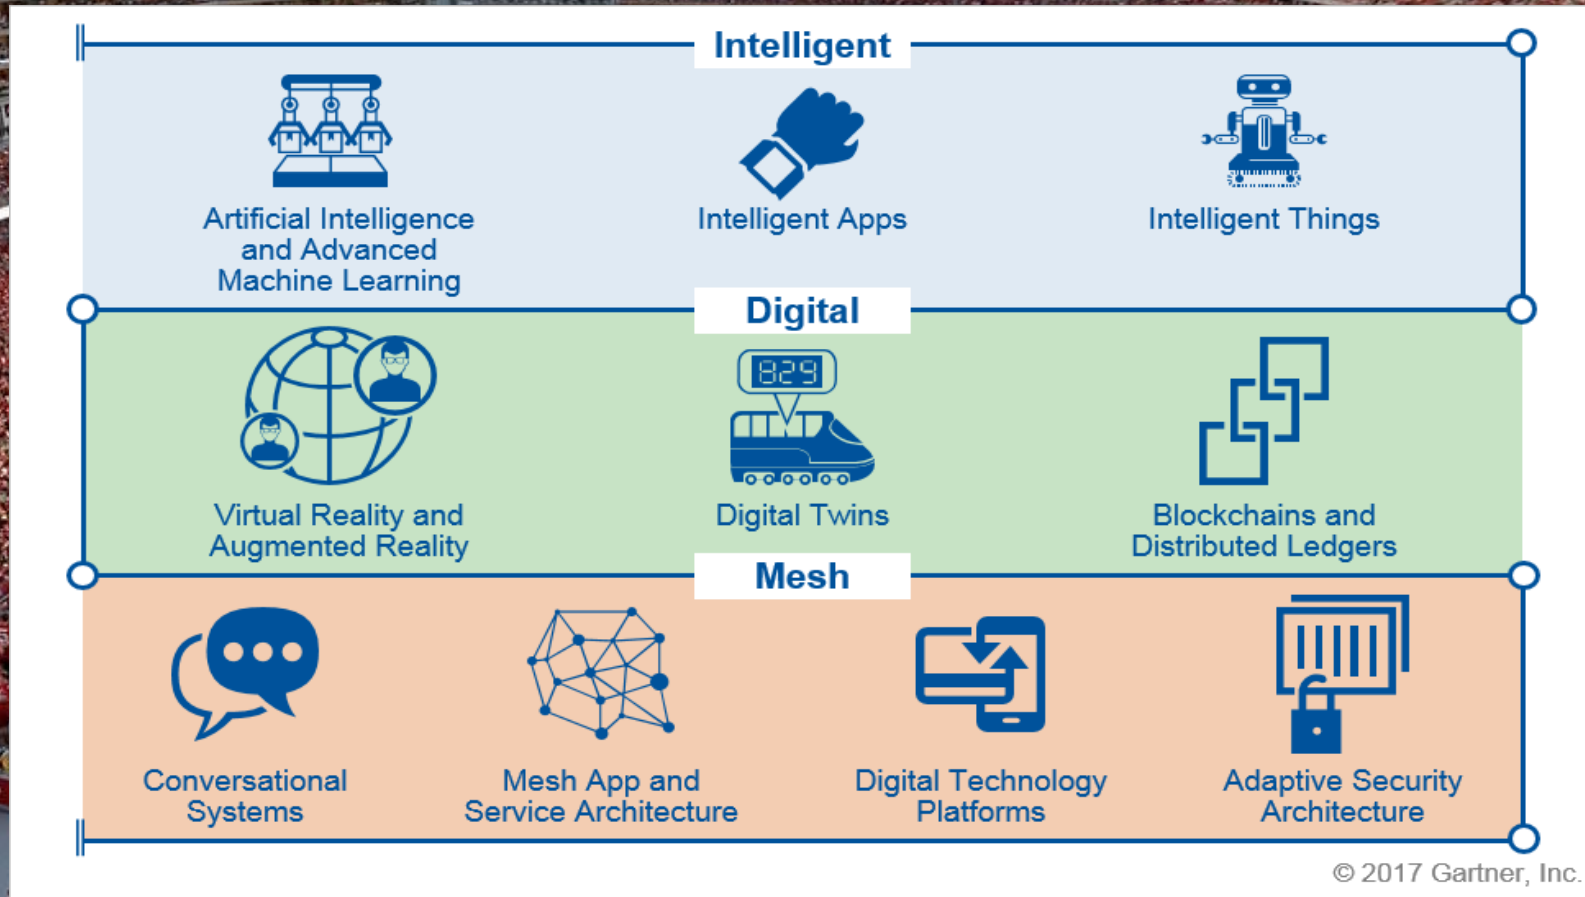 Intelligent
Artificial Intelligence
and Advanced
Machine Learning
Intelligent Apps
Intelligent Things
Digital
829
Virtual Reality and
Augmented Reality
Digital Twins
Blockchains and
Distributed Ledgers
Mesh
Conversational
Systems
Mesh App and
Service Architecture
Digital Technology
Platforms
Adaptive Security
Architecture
© 2017 Gartner, Inc.